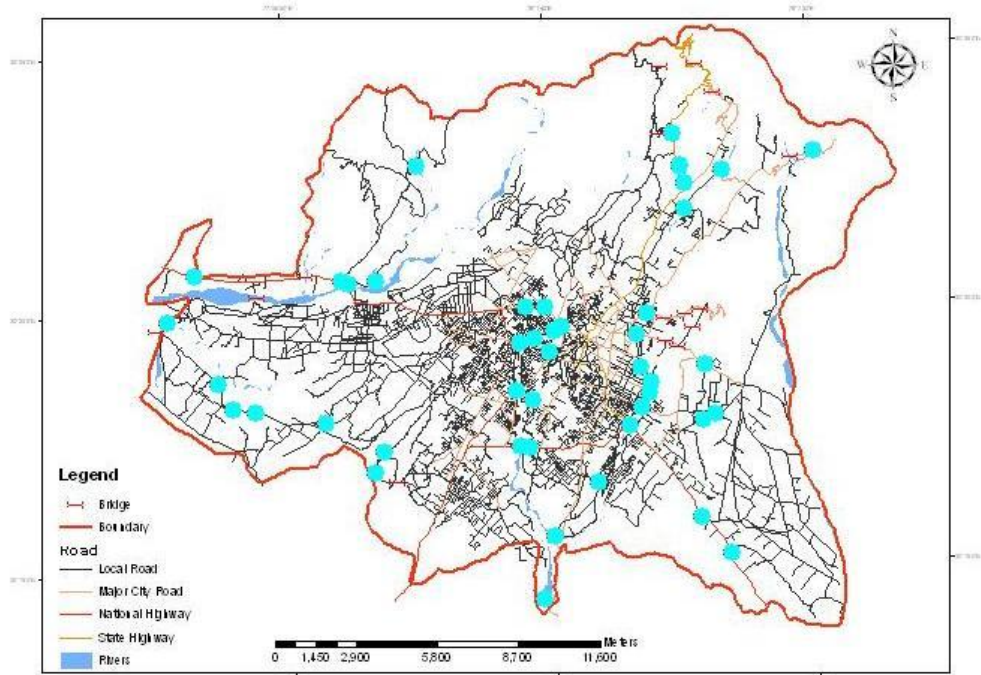 N
W E
S
Legend
Bridge
Boundary
Road
Local Road
Major City Road
National Highway
State Highway
Rivers
Meters
0 1,450 2,900 5,800 8,700 11,600